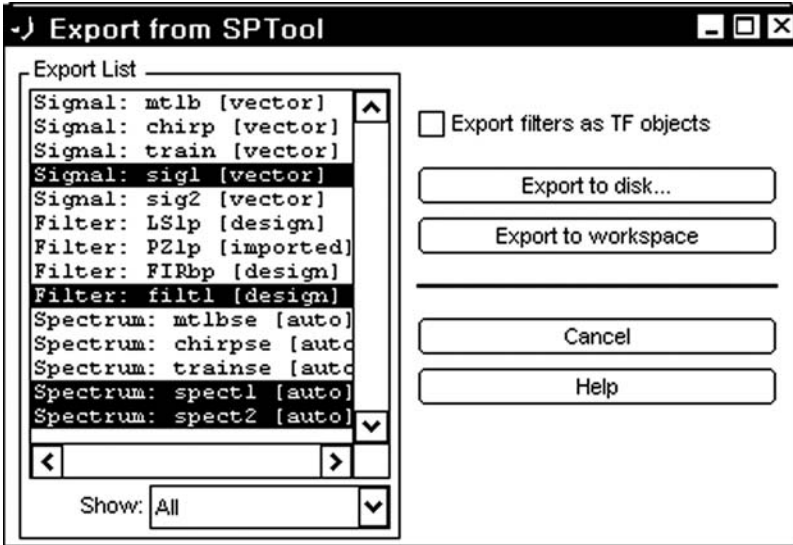 Export from SPTool
Export List
Signal: mtlb [vector]
Signal: chirp [vector]
Signal: train [vector]
Signal: sig1 [vector]
Signal: sig2 [vector]
Filter: LSlp [design]
Filter: PZlp [imported]
Filter: FIRbp [design]
Filter: filt1 [design]
Spectrum: mtlbse [auto]
Spectrum: chirpse [auto
Spectrum: trainse [auto
Spectrum: spect1 [auto]
Spectrum: spect2 [auto]
Show: All
Export filters as TF objects
Export to disk...
Export to workspace
Cancel
Help